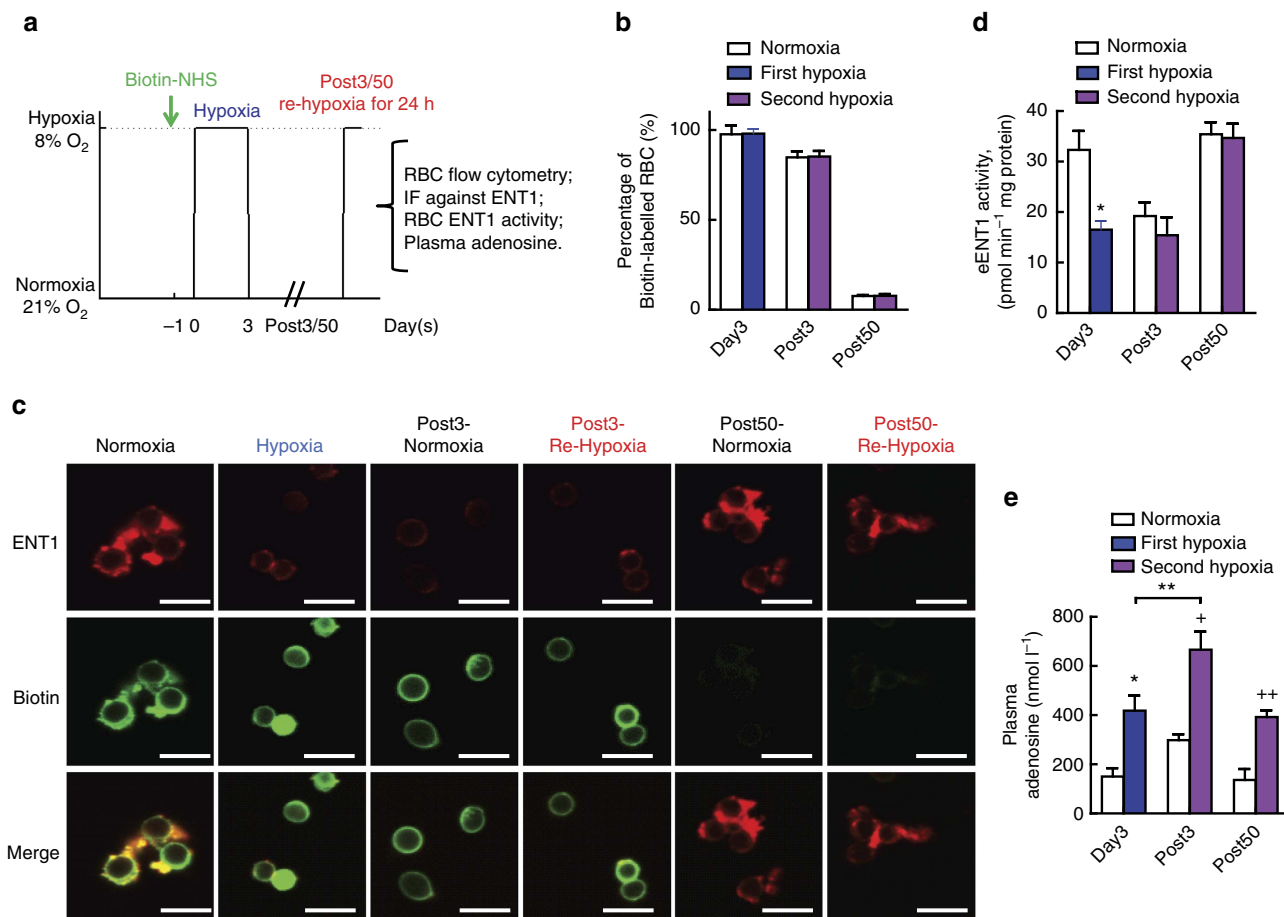 a
Biotin-NHS
Post3/50
re-hypoxia for 24 h
Hypoxia
Hypoxia
8% O₂
Normoxia
21% O₂
−1 0 3 Post3/50 Day(s)
RBC flow cytometry;
IF against ENT1;
RBC ENT1 activity;
Plasma adenosine.
b
Normoxia
First hypoxia
Second hypoxia
Percentage of
Biotin-labelled RBC (%)
100
50
0
Day3 Post3 Post50
d
Normoxia
First hypoxia
Second hypoxia
eENT1 activity,
(pmol min⁻¹ mg protein)
40
30
20
10
0
*
Day3 Post3 Post50
c
Normoxia
Hypoxia
Post3-
Normoxia
Post3-
Re-Hypoxia
Post50-
Normoxia
Post50-
Re-Hypoxia
ENT1
Biotin
Merge
e
Normoxia
First hypoxia
Second hypoxia
Plasma
adenosine (nmol l⁻¹)
800
600
400
200
0
**
*
+
++
Day3 Post3 Post50